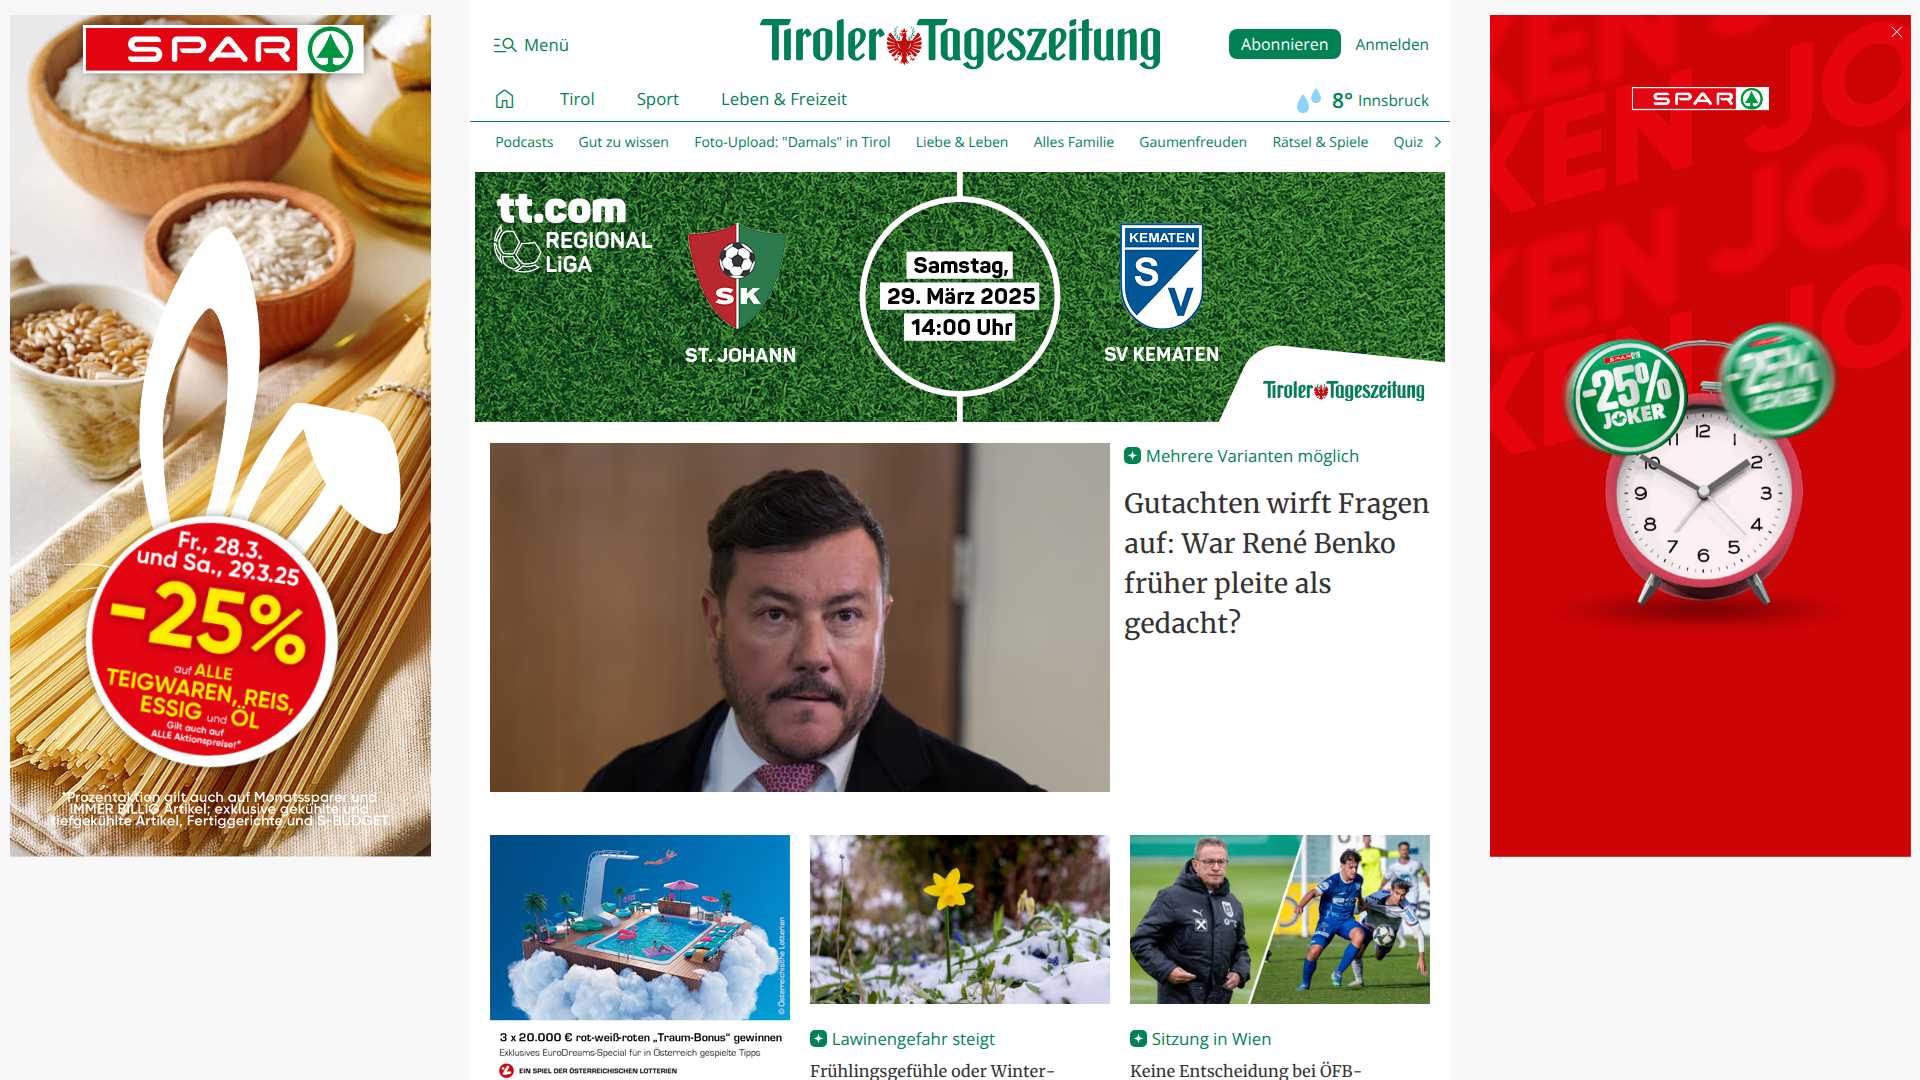 SPAR
Fr., 28.3.
und Sa., 29.3.25
-25%
auf ALLE
TEIGWAREN, REIS,
ESSIG und ÖL
Gilt auch auf
ALLE Aktionspreise!*
*Prozentaktion gilt auch auf Monatssparer und
IMMER BILLIG Artikel; exklusive gekühlte und
tiefgekühlte Artikel, Fertiggerichte und S-BUDGET.
Menü
Tiroler Tageszeitung
Abonnieren
Anmelden
Tirol
Sport
Leben & Freizeit
8° Innsbruck
Podcasts
Gut zu wissen
Foto-Upload: "Damals" in Tirol
Liebe & Leben
Alles Familie
Gaumenfreuden
Rätsel & Spiele
Quiz
tt.com
REGIONAL
LiGA
SK
ST. JOHANN
Samstag,
29. März 2025
14:00 Uhr
KEMATEN
S
V
SV KEMATEN
Tiroler Tageszeitung
Mehrere Varianten möglich
Gutachten wirft Fragen
auf: War René Benko
früher pleite als
gedacht?
© Österreichische Lotterien
3 x 20.000 € rot-weiß-roten „Traum-Bonus“ gewinnen
Exklusives EuroDreams-Special für in Österreich gespielte Tipps
EIN SPIEL DER ÖSTERREICHISCHEN LOTTERIEN
Lawinengefahr steigt
Frühlingsgefühle oder Winter-
Sitzung in Wien
Keine Entscheidung bei ÖFB-
SPAR
JOKER
SPAR
-25%
JOKER
-25%
JOKER
12
11
10
2
9
3
8
4
7
6
5